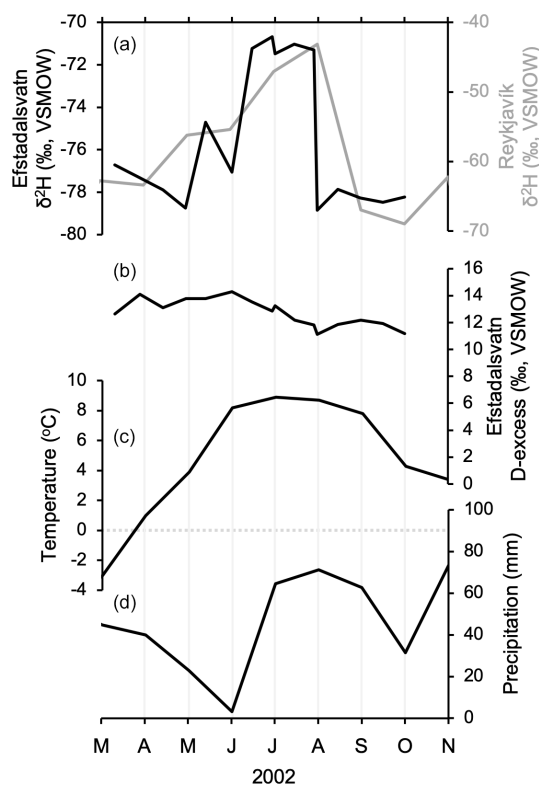 -70
-72
-74
-76
-78
-80
Efstadalsvatn
δ²H (‰, VSMOW)
(a)
-40
-50
-60
-70
Reykjavík
δ²H (‰, VSMOW)
(b)
16
14
12
10
8
6
4
2
0
Efstadalsvatn
D-excess (‰, VSMOW)
10
8
6
4
2
0
-2
-4
Temperature (ºC)
(c)
(d)
100
80
60
40
20
0
Precipitation (mm)
M A M J J A S O N
2002